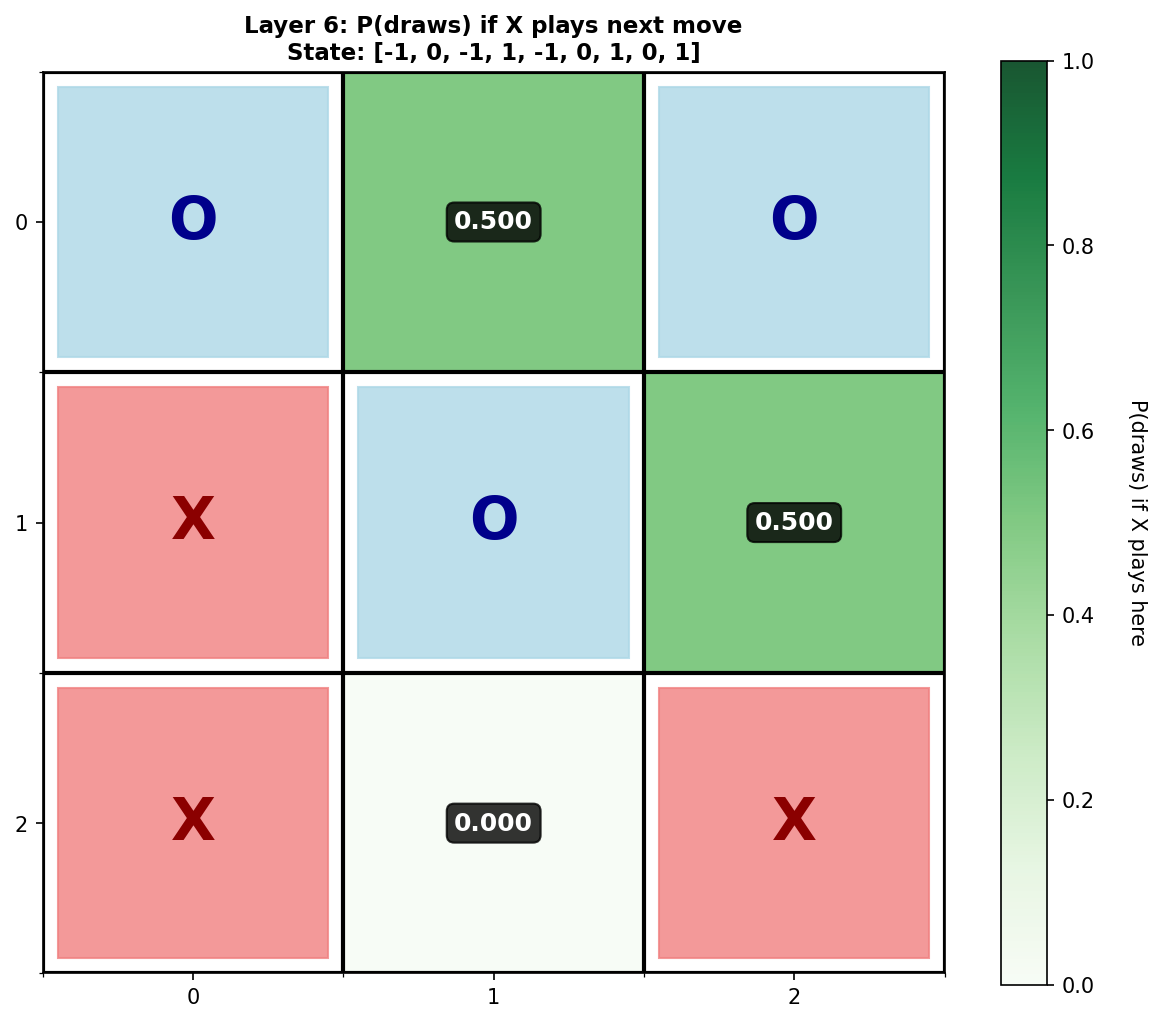 Layer 6: P(draws) if X plays next move
State: [-1, 0, -1, 1, -1, 0, 1, 0, 1]
O
0.500
O
X
O
0.500
X
0.000
X
0
1
2
0
1
2
1.0
0.8
0.6
0.4
0.2
0.0
P(draws) if X plays here